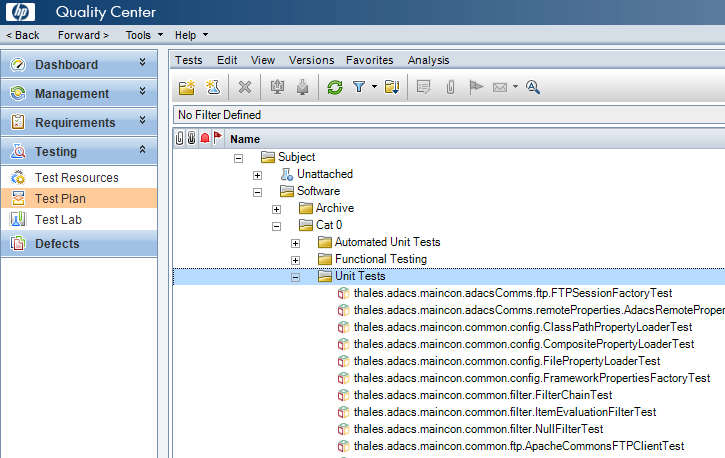 hp Quality Center
< Back Forward > Tools Help
Dashboard
Management
Requirements
Testing
Test Resources
Test Plan
Test Lab
Defects
Tests Edit View Versions Favorites Analysis
No Filter Defined
Name
Subject
Unattached
Software
Archive
Cat 0
Automated Unit Tests
Functional Testing
Unit Tests
thales.adacs.maincon.adacsComms.ftp.FTPSessionFactoryTest
thales.adacs.maincon.adacsComms.remoteProperties.AdacsRemoteProper
thales.adacs.maincon.common.config.ClassPathPropertyLoaderTest
thales.adacs.maincon.common.config.CompositePropertyLoaderTest
thales.adacs.maincon.common.config.FilePropertyLoaderTest
thales.adacs.maincon.common.config.FrameworkPropertiesFactoryTest
thales.adacs.maincon.common.filter.FilterChainTest
thales.adacs.maincon.common.filter.ItemEvaluationFilterTest
thales.adacs.maincon.common.filter.NullFilterTest
thales.adacs.maincon.common.ftp.ApacheCommonsFTPClientTest